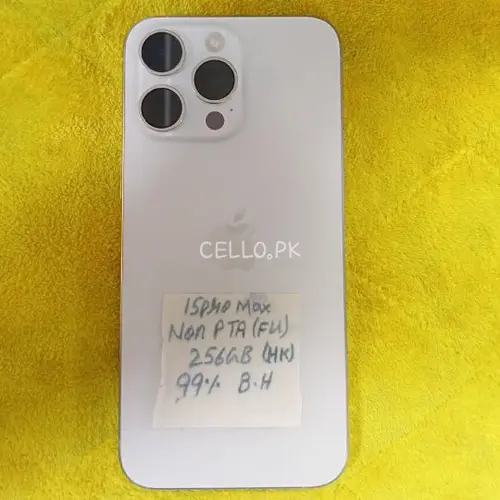 CELLO.PK
15pro Max
Non PTA (FU)
256GB (HK)
99% B.H